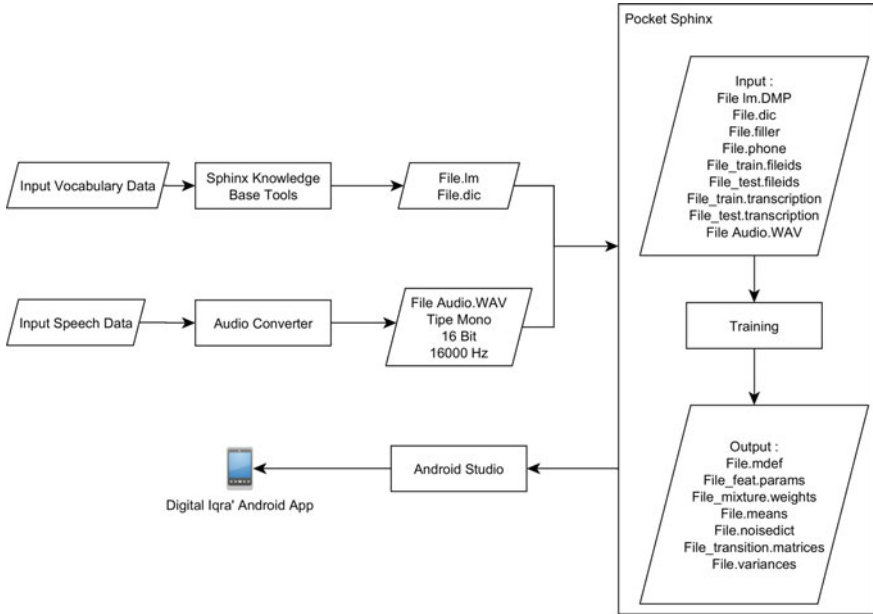 Pocket Sphinx
Input :
File lm.DMP
File.dic
File.filler
File.phone
File_train.fileids
File_test.fileids
File_train.transcription
File_test.transcription
File Audio.WAV
Input Vocabulary Data
Sphinx Knowledge
Base Tools
File.lm
File.dic
Input Speech Data
Audio Converter
File Audio.WAV
Tipe Mono
16 Bit
16000 Hz
Training
Output :
File.mdef
File_feat.params
File_mixture.weights
File.means
File.noisedict
File_transition.matrices
File.variances
Android Studio
Digital Iqra' Android App